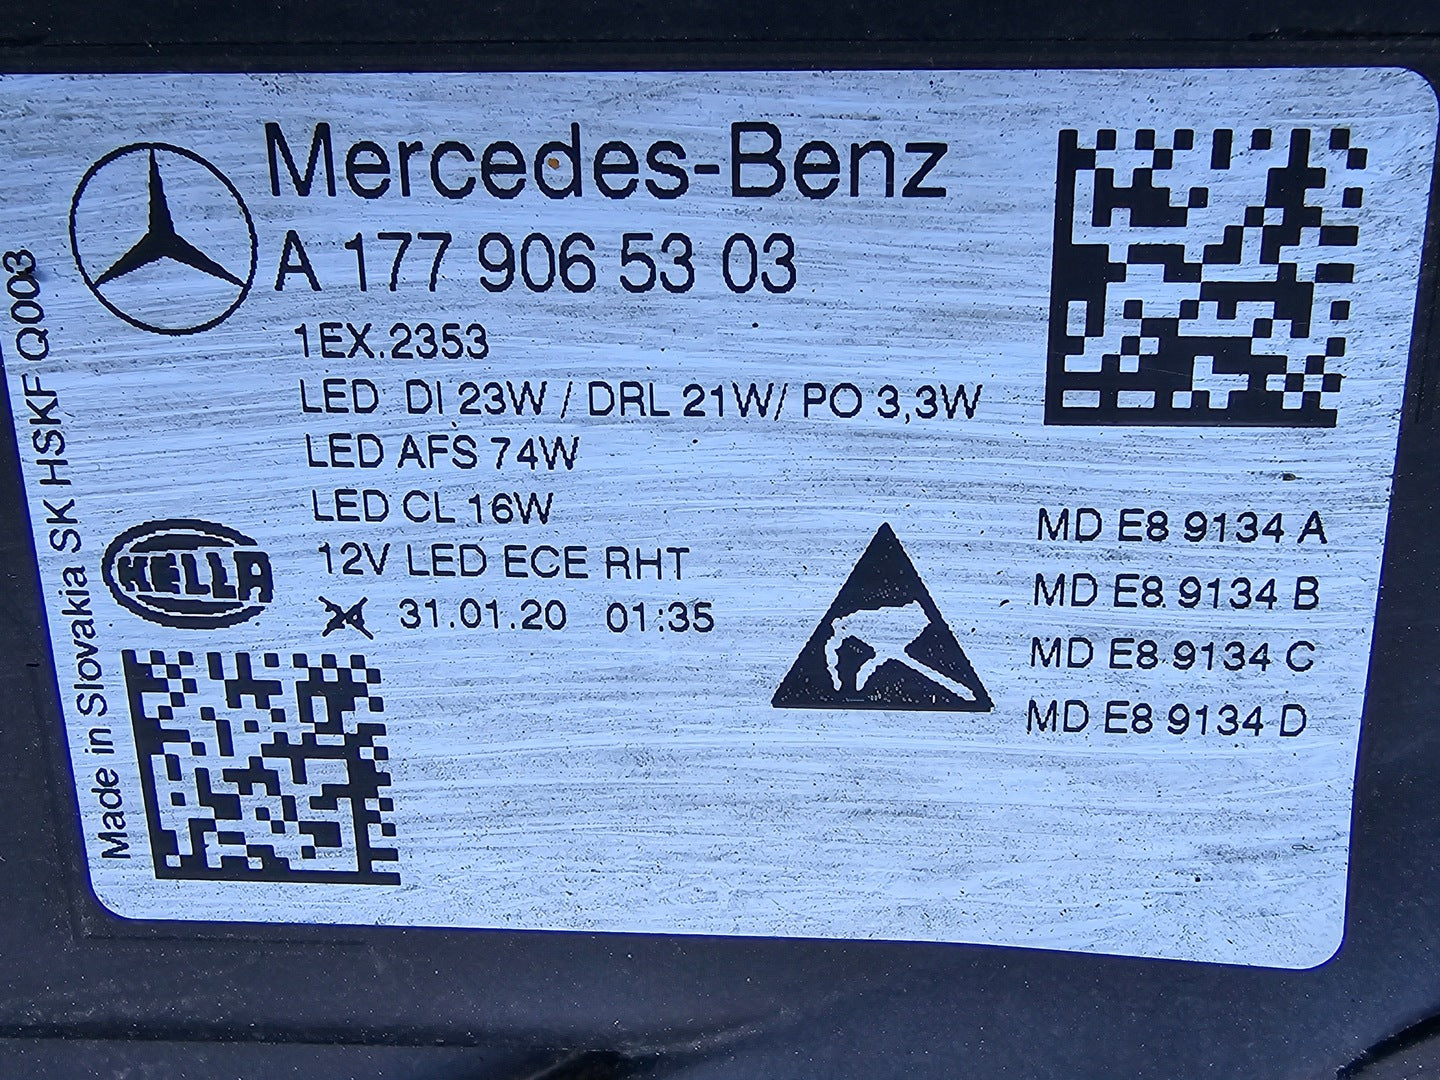 Mercedes-Benz
A 177 906 53 03
1EX.2353
LED DI 23W / DRL 21W/ PO 3,3W
LED AFS 74W
LED CL 16W
12V LED ECE RHT
31.01.20 01:35
HELLA
Made in Slovakia SK HSKF Q003
MD E8 9134 A
MD E8 9134 B
MD E8 9134 C
MD E8 9134 D